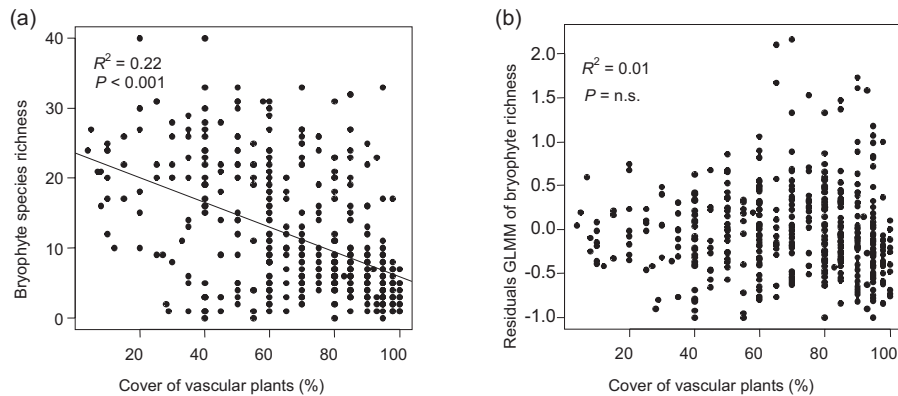 (a)
R² = 0.22
P < 0.001
Bryophyte species richness
40
30
20
10
0
20 40 60 80 100
Cover of vascular plants (%)
(b)
R² = 0.01
P = n.s.
Residuals GLMM of bryophyte richness
2.0
1.5
1.0
0.5
0.0
-0.5
-1.0
20 40 60 80 100
Cover of vascular plants (%)